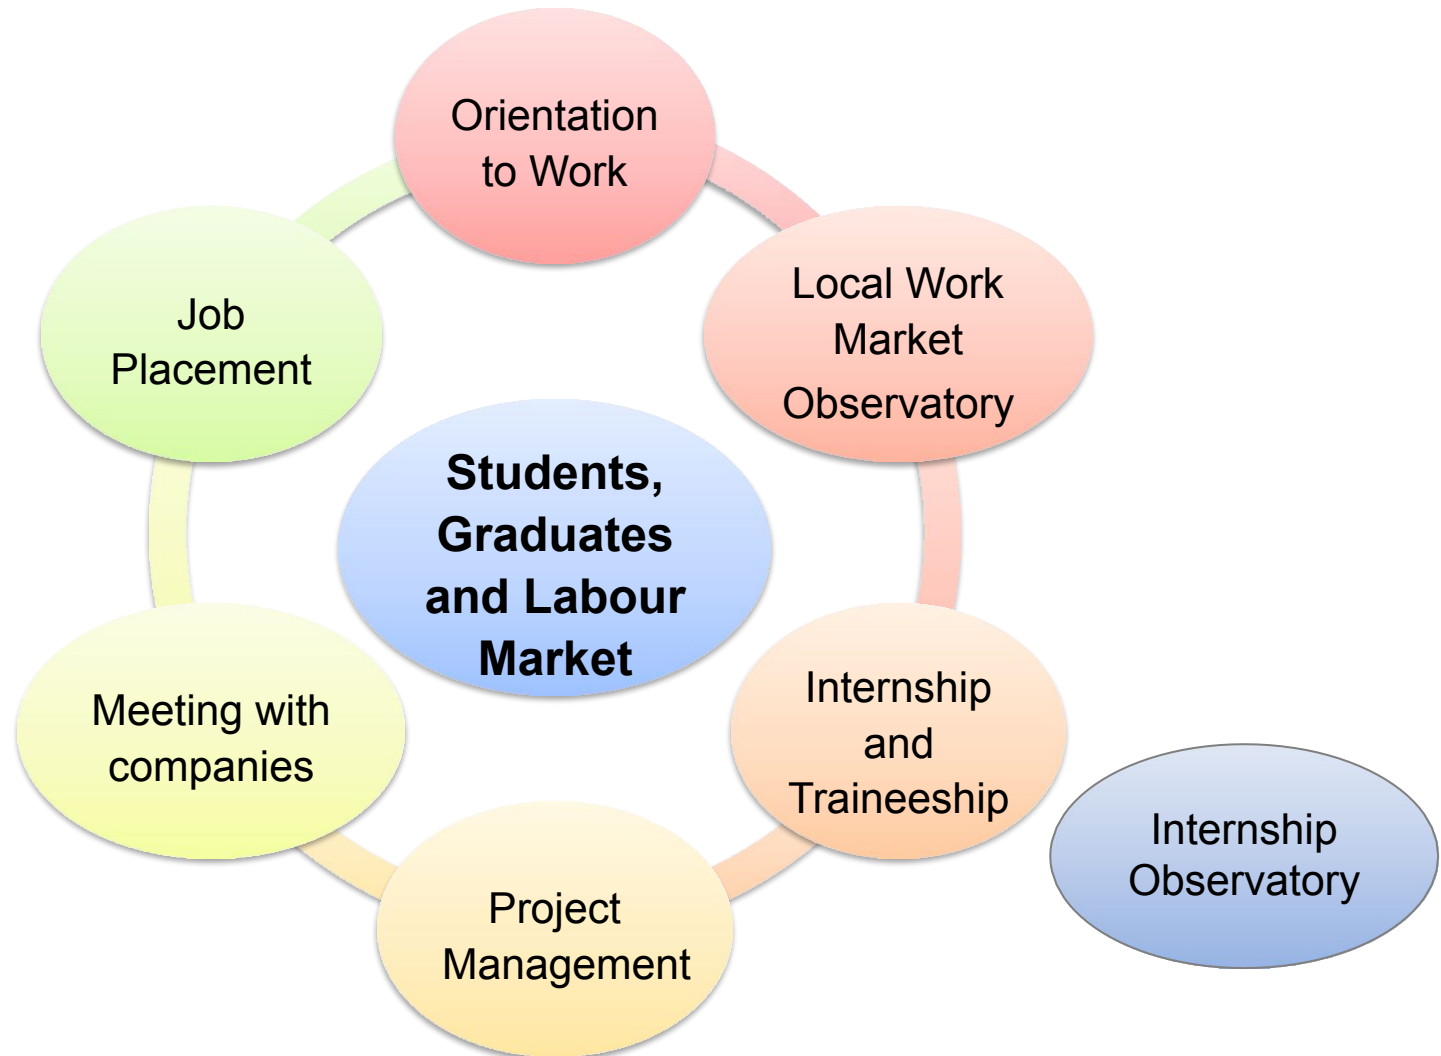 Orientation
to Work
Local Work
Market
Observatory
Job
Placement
Students,
Graduates
and Labour
Market
Internship
and
Traineeship
Meeting with
companies
Internship
Observatory
Project
Management